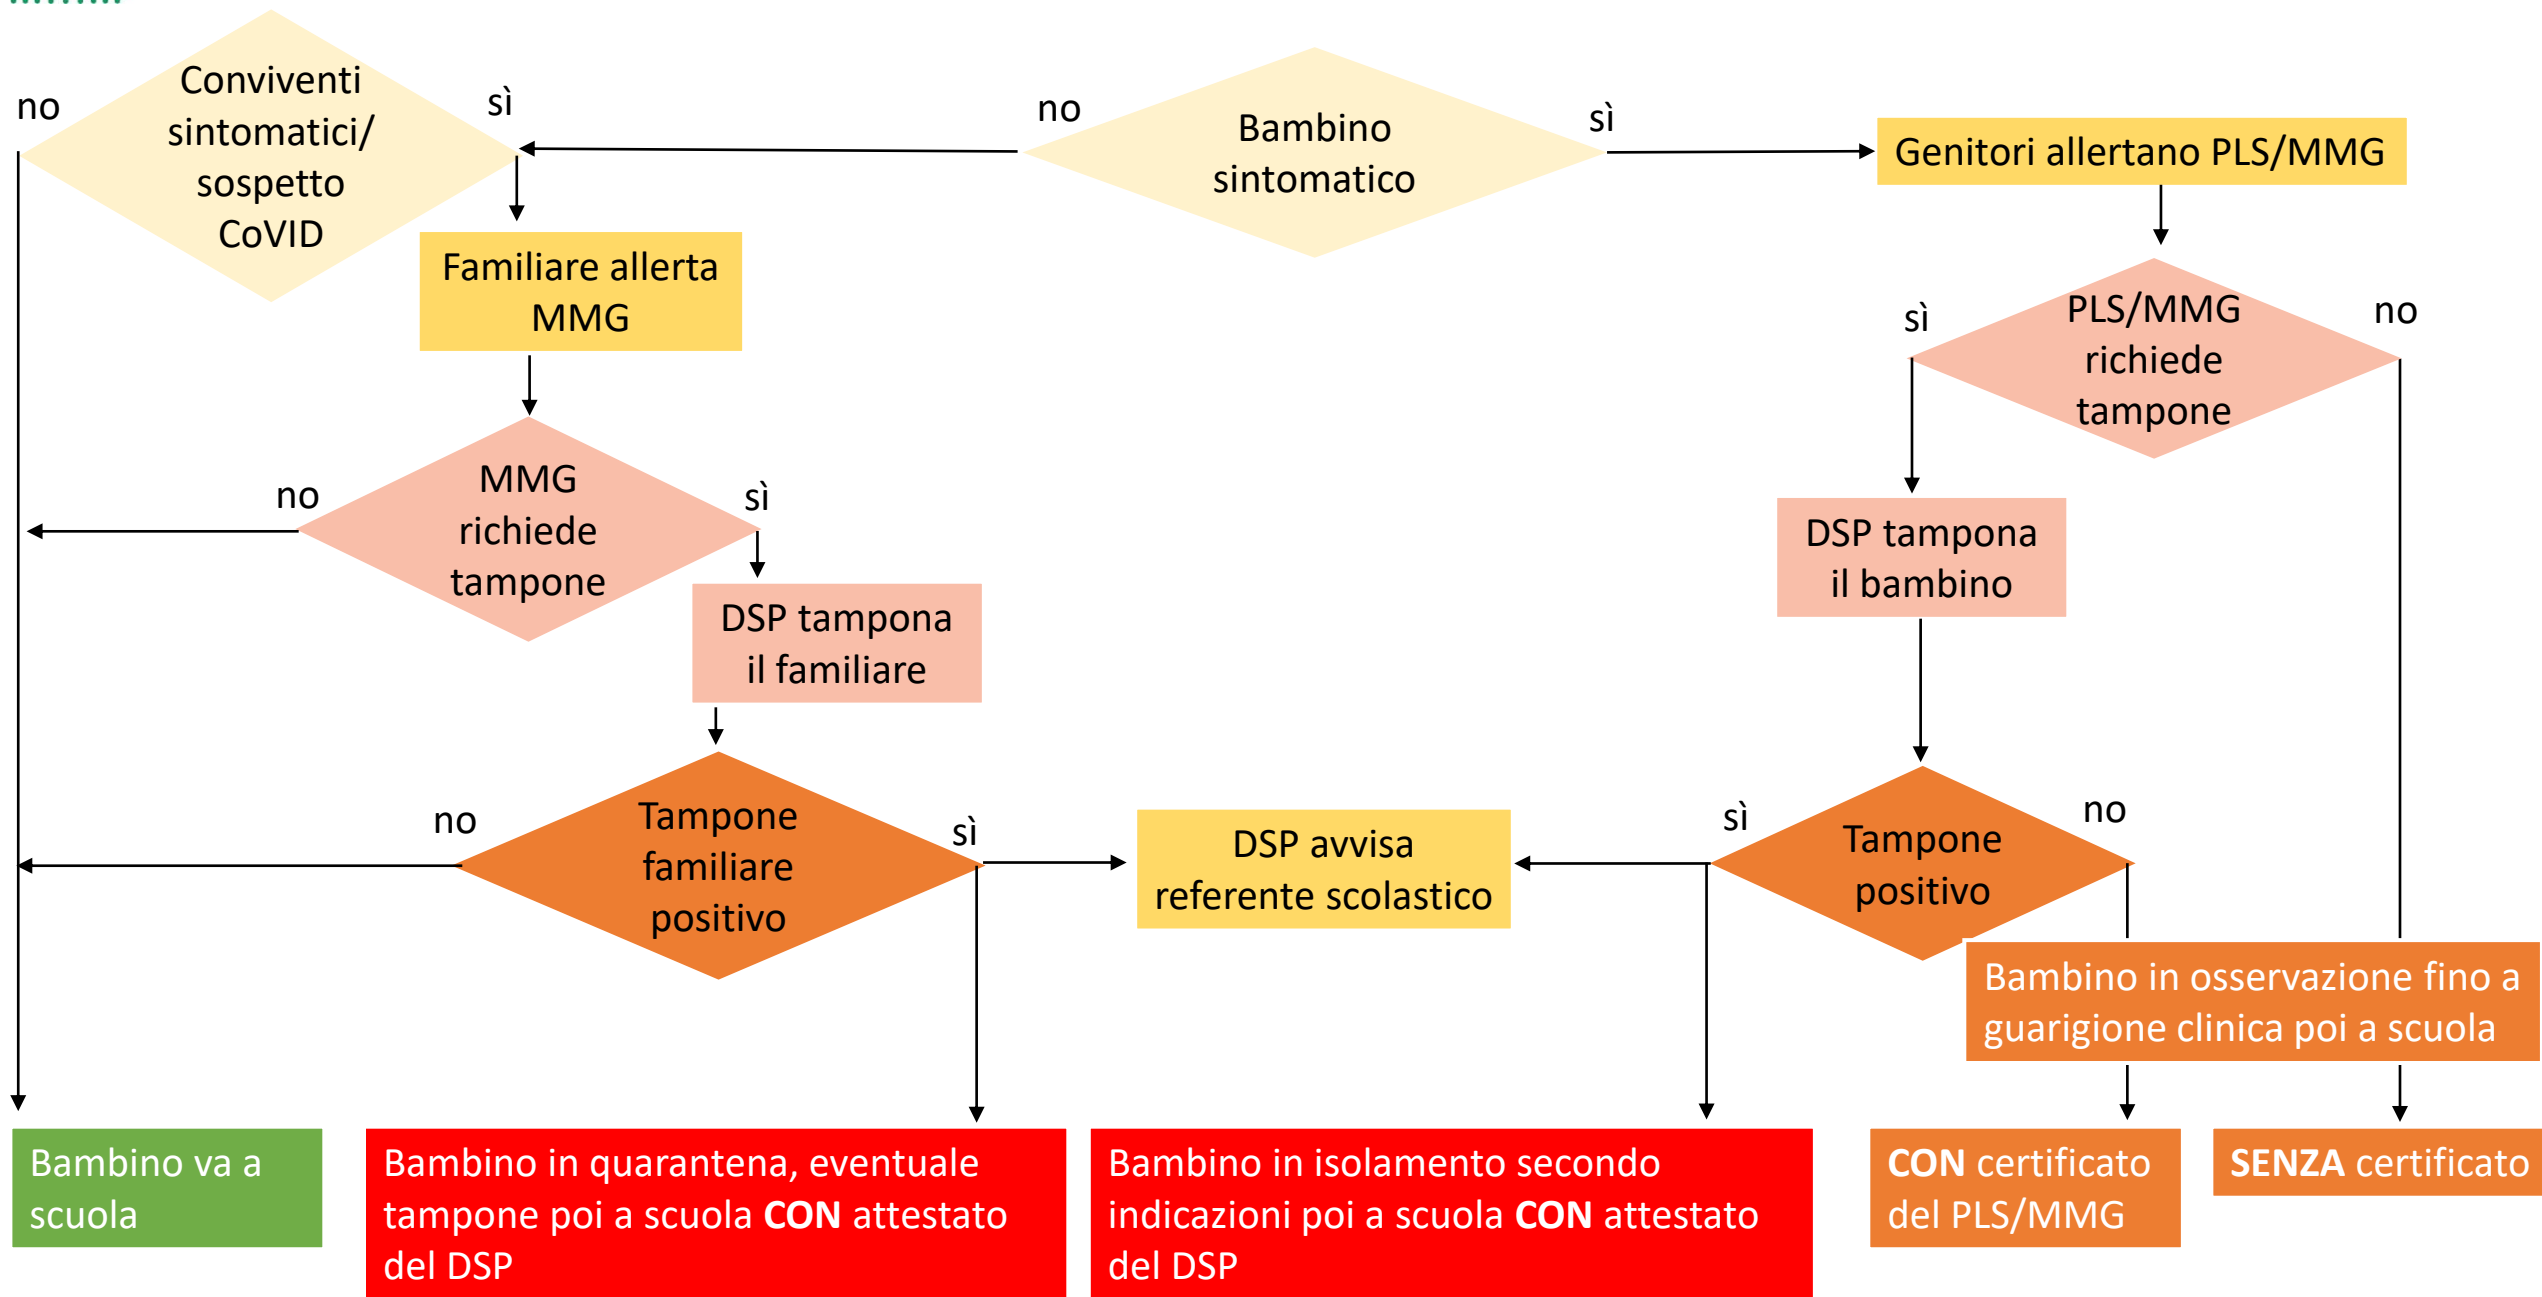 Conviventi
sintomatici/
sospetto
CoVID
no
sì
Bambino
sintomatico
no
sì
Genitori allertano PLS/MMG
Familiare allerta
MMG
PLS/MMG
richiede
tampone
sì
no
MMG
richiede
tampone
no
sì
DSP tampona
il bambino
DSP tampona
il familiare
Tampone
familiare
positivo
no
sì
DSP avvisa
referente scolastico
Tampone
positivo
sì
no
Bambino in osservazione fino a
guarigione clinica poi a scuola
Bambino va a
scuola
Bambino in quarantena, eventuale
tampone poi a scuola CON attestato
del DSP
Bambino in isolamento secondo
indicazioni poi a scuola CON attestato
del DSP
CON certificato
del PLS/MMG
SENZA certificato